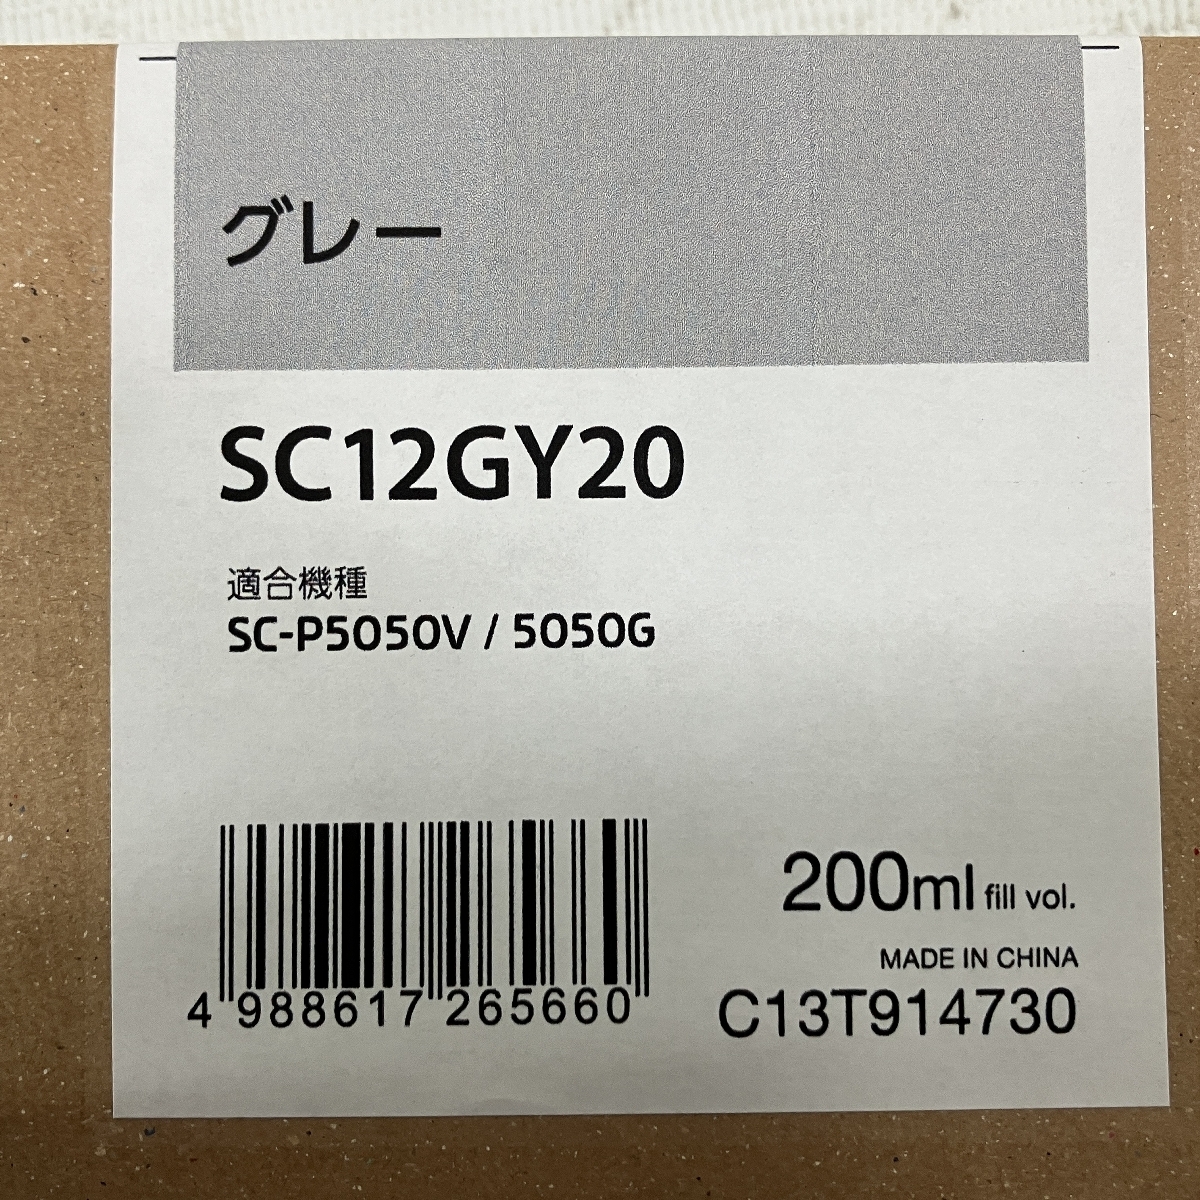 グレー
SC12GY20
適合機種
SC-P5050V / 5050G
200ml fill vol.
MADE IN CHINA
4 988617 265660
C13T914730